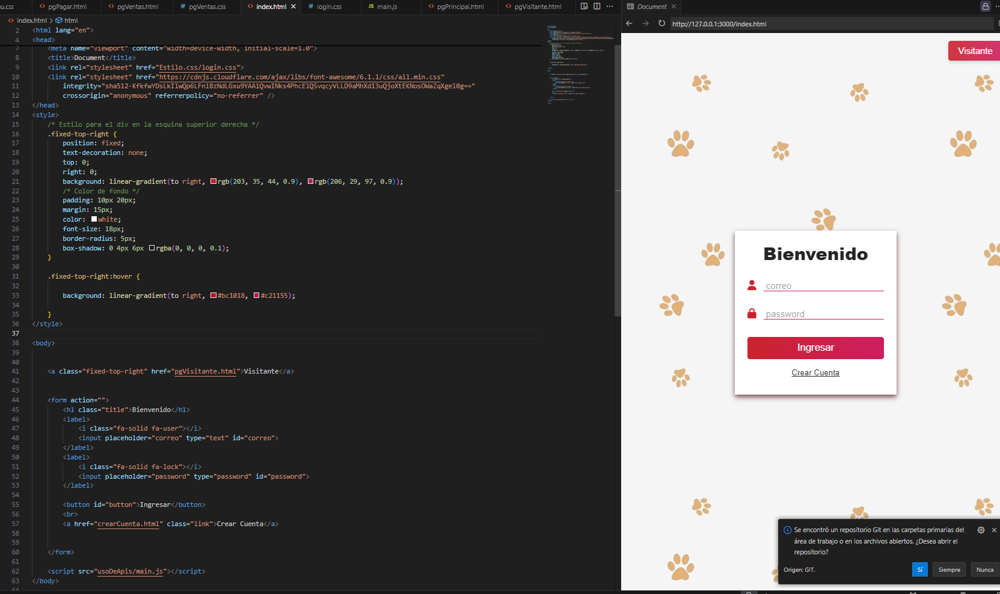 nu.css
pgPagar.html
pgVentas.html
pgVentas.css
index.html
login.css
main.js
pgPrincipal.html
pgVisitante.html
index.html > html
2 <html lang="en">
4 <head>
7 <meta name="viewport" content="width=device-width, initial-scale=1.0">
8 <title>Document</title>
9 <link rel="stylesheet" href="Estilo.css/login.css">
10 <link rel="stylesheet" href="https://cdnjs.cloudflare.com/ajax/libs/font-awesome/6.1.1/css/all.min.css"
11 integrity="sha512-KfkfwYDsLkIlwQp6LFnl8zNdLGxu9YAA1QvwINks4PhcElQSvqcyVLLD9aMhXd13uQjoXtEKNosOWaZqXgel0g=="
12 crossorigin="anonymous" referrerpolicy="no-referrer" />
13 </head>
14 <style>
15 /* Estilo para el div en la esquina superior derecha */
16 .fixed-top-right {
17 position: fixed;
18 text-decoration: none;
19 top: 0;
20 right: 0;
21 background: linear-gradient(to right, rgb(203, 35, 44, 0.9), rgb(206, 29, 97, 0.9));
22 /* Color de fondo */
23 padding: 10px 20px;
24 margin: 15px;
25 color: white;
26 font-size: 18px;
27 border-radius: 5px;
28 box-shadow: 0 4px 6px rgba(0, 0, 0, 0.1);
29 }
30
31 .fixed-top-right:hover {
32
33 background: linear-gradient(to right, #bc1018, #c21155);
34
35 }
36 </style>
37
38 <body>
39
40
41 <a class="fixed-top-right" href="pgVisitante.html">Visitante</a>
42
43
44 <form action="">
45 <h1 class="title">Bienvenido</h1>
46 <label>
47 <i class="fa-solid fa-user"></i>
48 <input placeholder="correo" type="text" id="correo">
49 </label>
50 <label>
51 <i class="fa-solid fa-lock"></i>
52 <input placeholder="password" type="password" id="password">
53 </label>
54
55 <button id="button">Ingresar</button>
56 <br>
57 <a href="crearCuenta.html" class="link">Crear Cuenta</a>
58
59
60 </form>
61
62 <script src="usoDeApis/main.js"></script>
63 </body>
64
Document
http://127.0.0.1:3000/index.html
Visitante
Bienvenido
correo
password
Ingresar
Crear Cuenta
Se encontró un repositorio Git en las carpetas primarias del
área de trabajo o en los archivos abiertos. ¿Desea abrir el
repositorio?
Origen: GIT.
Sí
Siempre
Nunca